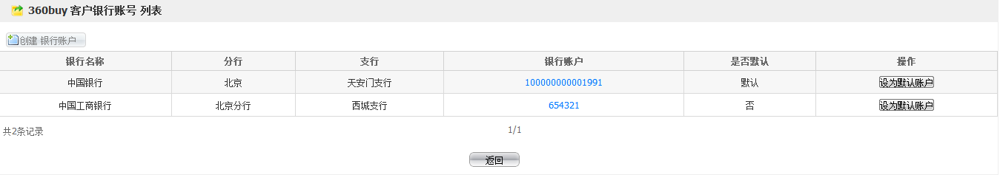 360buy 客户银行账号 列表
创建 银行账户
银行名称 分行 支行 银行账户 是否默认 操作
中国银行 北京 天安门支行 100000000001991 默认 设为默认账户
中国工商银行 北京分行 西城支行 654321 否 设为默认账户
共2条记录 1/1
返回